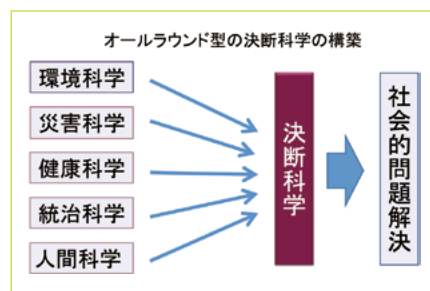 オールラウンド型の決断科学の構築
環境科学
災害科学
健康科学
統治科学
人間科学
決断科学
社会的問題解決